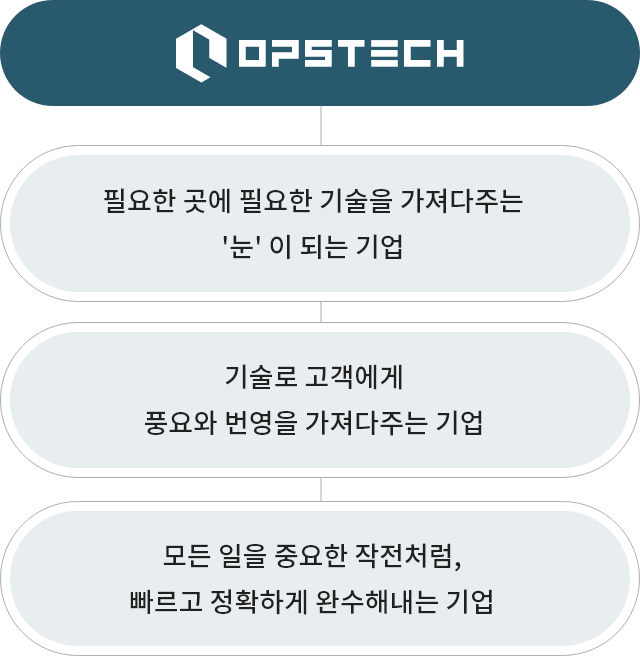 OPSTECH
필요한 곳에 필요한 기술을 가져다주는
'눈' 이 되는 기업
기술로 고객에게
풍요와 번영을 가져다주는 기업
모든 일을 중요한 작전처럼,
빠르고 정확하게 완수해내는 기업